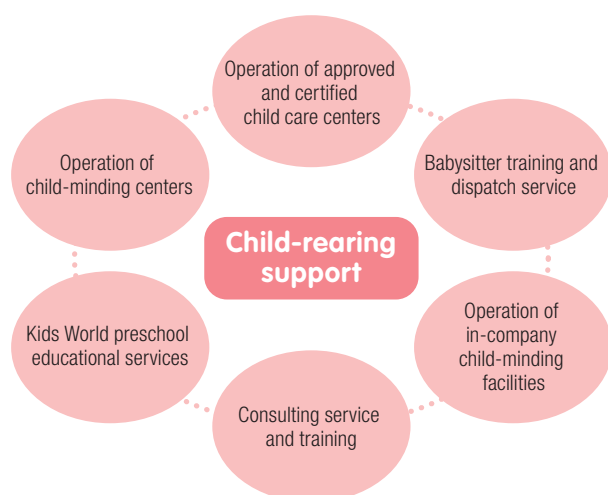 Operation of approved
and certified
child care centers
Operation of
child-minding centers
Babysitter training and
dispatch service
Child-rearing
support
Kids World preschool
educational services
Operation of
in-company
child-minding
facilities
Consulting service
and training